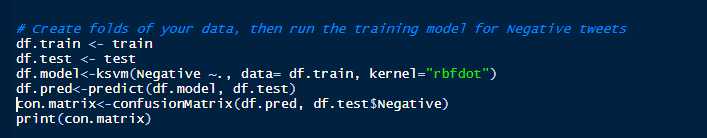 # Create folds of your data, then run the training model for Negative tweets
df.train <- train
df.test <- test
df.model<-ksvm(Negative ~., data= df.train, kernel="rbfdot")
df.pred<-predict(df.model, df.test)
con.matrix<-confusionMatrix(df.pred, df.test$Negative)
print(con.matrix)